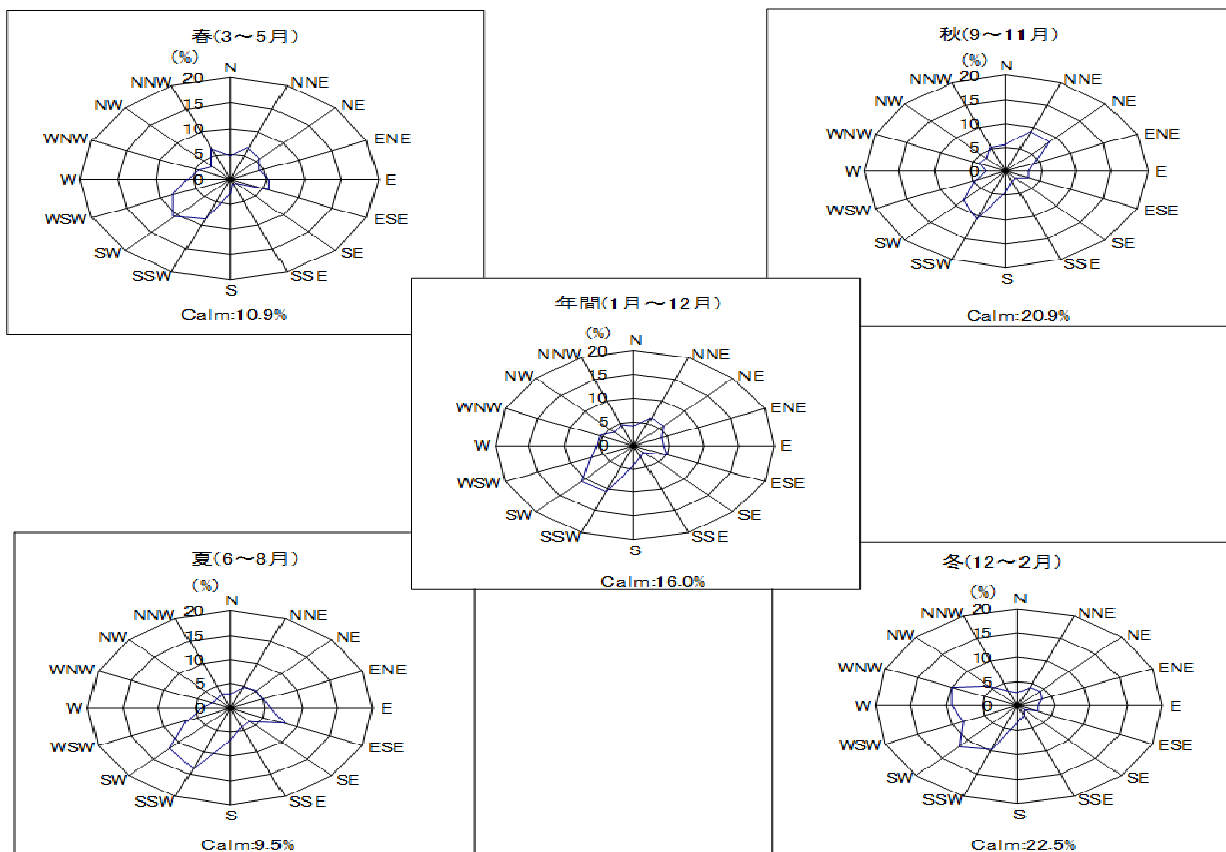 春(3～5月)
(%)
N
NNW
20
NNE
NW
15
NE
WNW
10
ENE
5
W
0
E
WSW
ESE
SW
SE
SSW
SSE
S
Calm:10.9%
秋(9～11月)
(%)
N
NNW
20
NNE
NW
15
NE
WNW
10
ENE
5
W
0
E
WSW
ESE
SW
SE
SSW
SSE
S
Calm:20.9%
年間(1月～12月)
(%)
N
NNW
20
NNE
NW
15
NE
WNW
10
ENE
5
W
0
E
WSW
ESE
SW
SE
SSW
SSE
S
Calm:16.0%
夏(6～8月)
(%)
N
NNW
20
NNE
NW
15
NE
WNW
10
ENE
5
W
0
E
WSW
ESE
SW
SE
SSW
SSE
S
Calm:9.5%
冬(12～2月)
(%)
N
NNW
20
NNE
NW
15
NE
WNW
10
ENE
5
W
0
E
WSW
ESE
SW
SE
SSW
SSE
S
Calm:22.5%